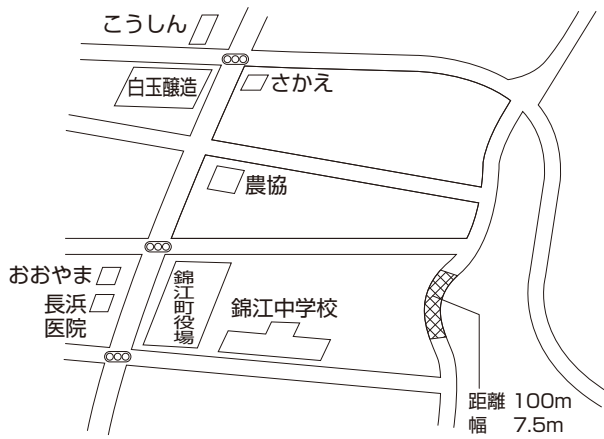 こうしん
白玉醸造
さかえ
農協
おおやま
長浜
医院
錦江町役場
錦江中学校
距離 100m
幅 7.5m